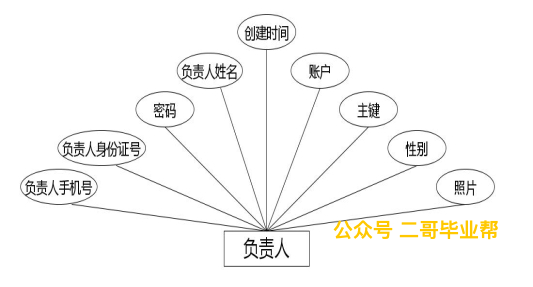 创建时间
负责人姓名
账户
密码
主键
负责人身份证号
性别
负责人手机号
照片
公众号 二哥毕业帮
负责人